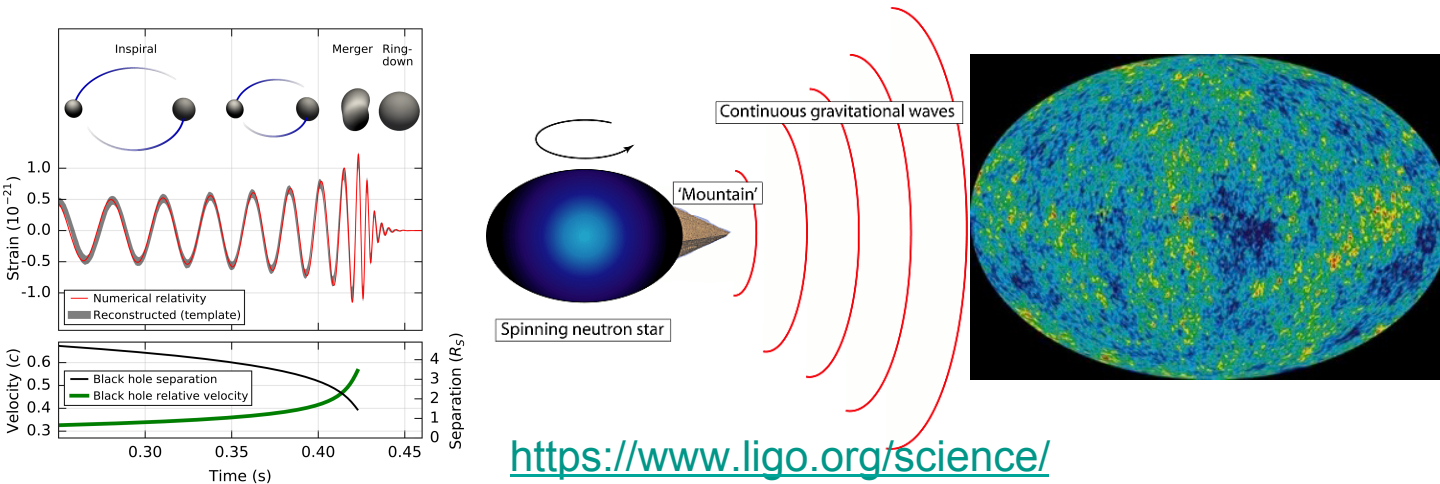 Inspiral
Merger Ring-
down
1.0
0.5
0.0
-0.5
-1.0
Strain (10⁻²¹)
Numerical relativity
Reconstructed (template)
0.6
0.5
0.4
0.3
Velocity (c)
Black hole separation
Black hole relative velocity
4
3
2
1
0
Separation (R_S)
0.30 0.35 0.40 0.45
Time (s)
Continuous gravitational waves
'Mountain'
Spinning neutron star
https://www.ligo.org/science/